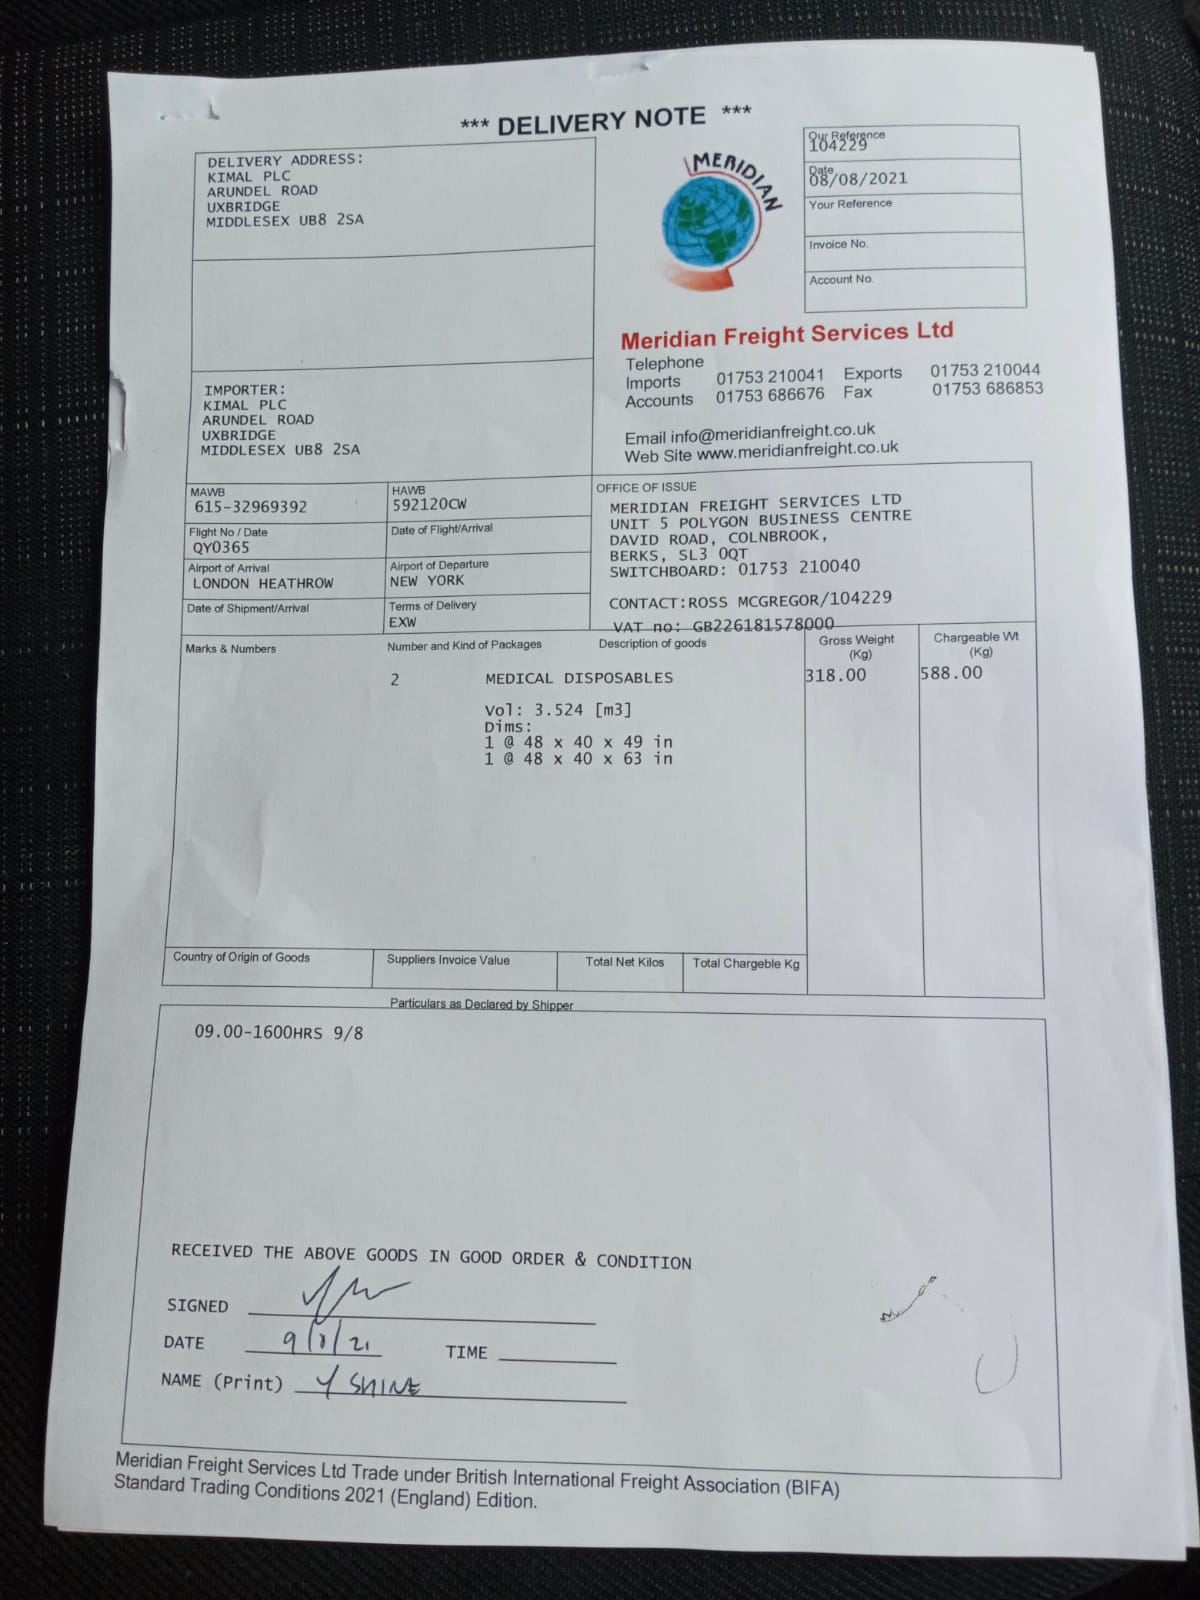 *** DELIVERY NOTE ***
DELIVERY ADDRESS:
KIMAL PLC
ARUNDEL ROAD
UXBRIDGE
MIDDLESEX UB8 2SA
MERIDIAN
Our Reference
104229
Date
08/08/2021
Your Reference
Invoice No.
Account No.
Meridian Freight Services Ltd
Telephone
Imports 01753 210041 Exports 01753 210044
Accounts 01753 686676 Fax 01753 686853
Email info@meridianfreight.co.uk
Web Site www.meridianfreight.co.uk
IMPORTER:
KIMAL PLC
ARUNDEL ROAD
UXBRIDGE
MIDDLESEX UB8 2SA
MAWB
615-32969392
HAWB
592120CW
Flight No / Date
QY0365
Date of Flight/Arrival
Airport of Arrival
LONDON HEATHROW
Airport of Departure
NEW YORK
Date of Shipment/Arrival
Terms of Delivery
EXW
OFFICE OF ISSUE
MERIDIAN FREIGHT SERVICES LTD
UNIT 5 POLYGON BUSINESS CENTRE
DAVID ROAD, COLNBROOK,
BERKS, SL3 0QT
SWITCHBOARD: 01753 210040
CONTACT:ROSS MCGREGOR/104229
VAT no: GB226181578000
Marks & Numbers
Number and Kind of Packages
Description of goods
Gross Weight
(Kg)
Chargeable Wt
(Kg)
2 MEDICAL DISPOSABLES 318.00 588.00
Vol: 3.524 [m3]
Dims:
1 @ 48 x 40 x 49 in
1 @ 48 x 40 x 63 in
Country of Origin of Goods
Suppliers Invoice Value
Total Net Kilos
Total Chargeble Kg
Particulars as Declared by Shipper
09.00-1600HRS 9/8
RECEIVED THE ABOVE GOODS IN GOOD ORDER & CONDITION
SIGNED
DATE 9/8/21 TIME
NAME (Print) Y SHINE
Meridian Freight Services Ltd Trade under British International Freight Association (BIFA)
Standard Trading Conditions 2021 (England) Edition.